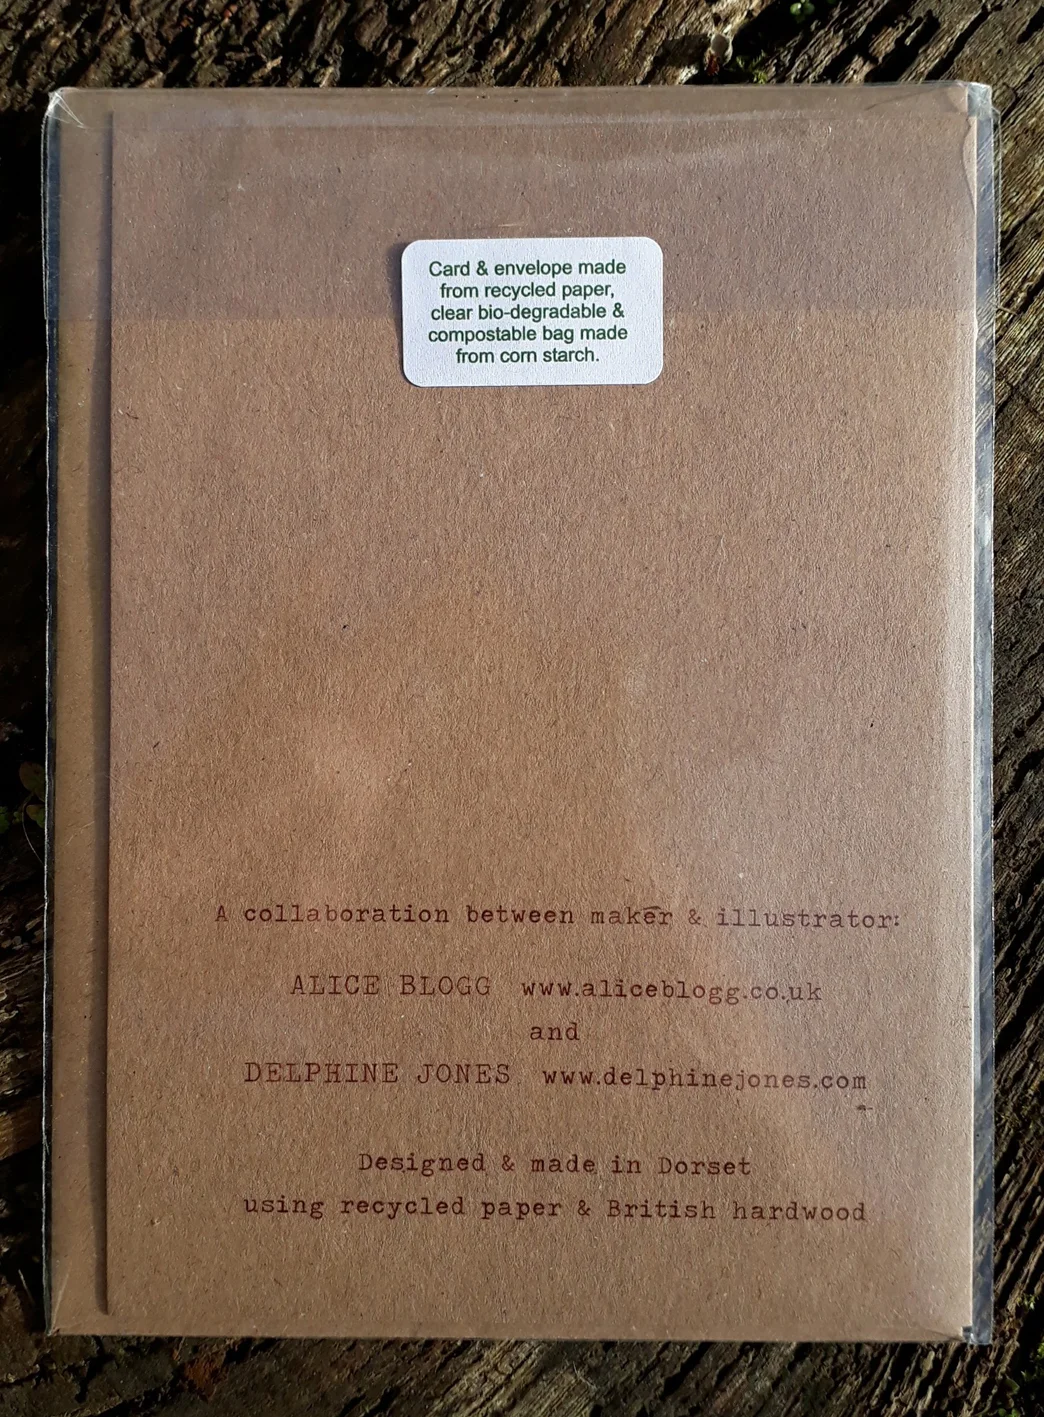 Card & envelope made
from recycled paper,
clear bio-degradable &
compostable bag made
from corn starch.
A collaboration between maker & illustrator:
ALICE BLOGG www.aliceblogg.co.uk
and
DELPHINE JONES www.delphinejones.com
Designed & made in Dorset
using recycled paper & British hardwood